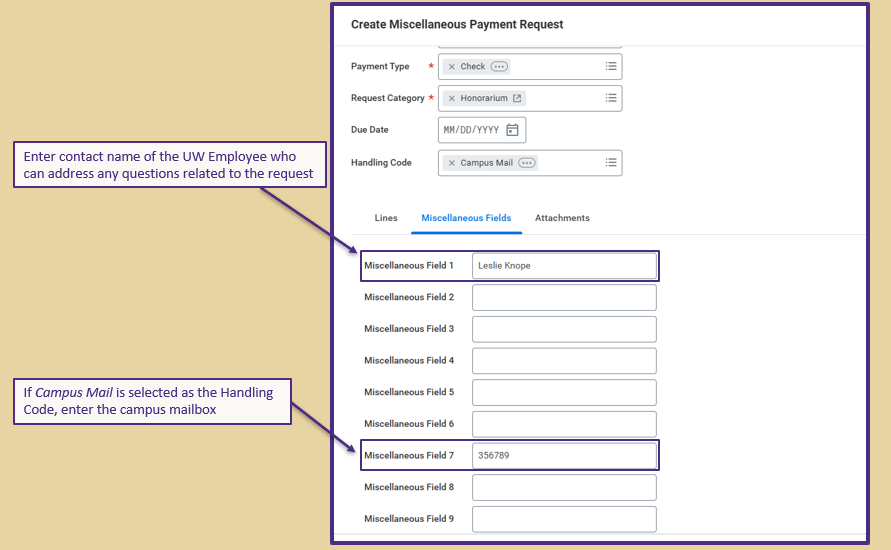 Create Miscellaneous Payment Request
Payment Type * × Check
Request Category * × Honorarium
Due Date MM/DD/YYYY
Handling Code × Campus Mail
Enter contact name of the UW Employee who
can address any questions related to the request
Lines Miscellaneous Fields Attachments
Miscellaneous Field 1 Leslie Knope
Miscellaneous Field 2
Miscellaneous Field 3
Miscellaneous Field 4
Miscellaneous Field 5
If Campus Mail is selected as the Handling
Code, enter the campus mailbox
Miscellaneous Field 6
Miscellaneous Field 7 356789
Miscellaneous Field 8
Miscellaneous Field 9